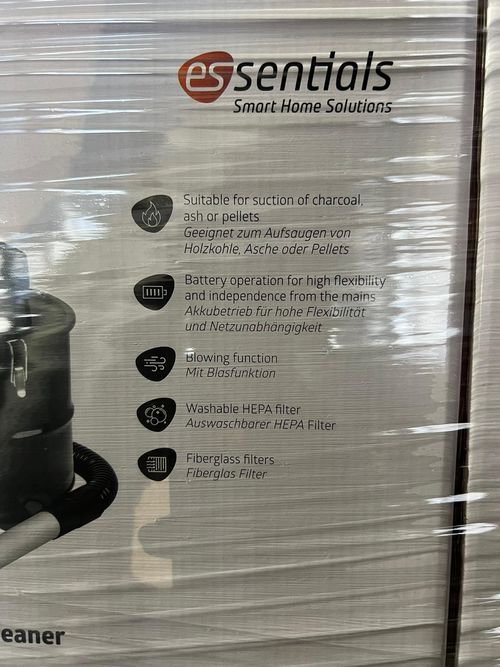 essentials
Smart Home Solutions
Suitable for suction of charcoal,
ash or pellets
Geeignet zum Aufsaugen von
Holzkohle, Asche oder Pellets
Battery operation for high flexibility
and independence from the mains
Akkubetrieb für hohe Flexibilität
und Netzunabhängigkeit
Blowing function
Mit Blasfunktion
Washable HEPA filter
Auswaschbarer HEPA Filter
Fiberglass filters
Fiberglas Filter
eaner